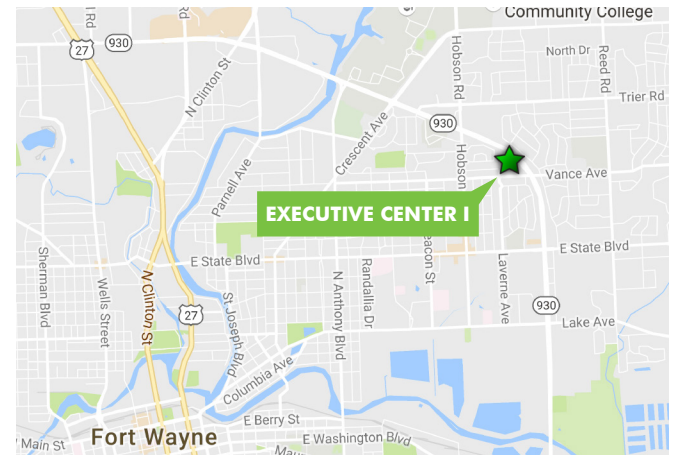 Community College
Rd
Rd
27
930
Hobson Rd
North Dr
Reed Rd
N Clinton St
Trier Rd
930
Crescent Ave
Hobson
Parnell Ave
Vance Ave
EXECUTIVE CENTER I
E State Blvd
E State Blvd
Sherman Blvd
Wells Street
N Clinton St
St Joseph Blvd
N Anthony Blvd
Randallia Dr
eacon St
Laverne Ave
27
930
Lake Ave
Columbia Ave
E Berry St
Main St
Fort Wayne
E Washington Blvd